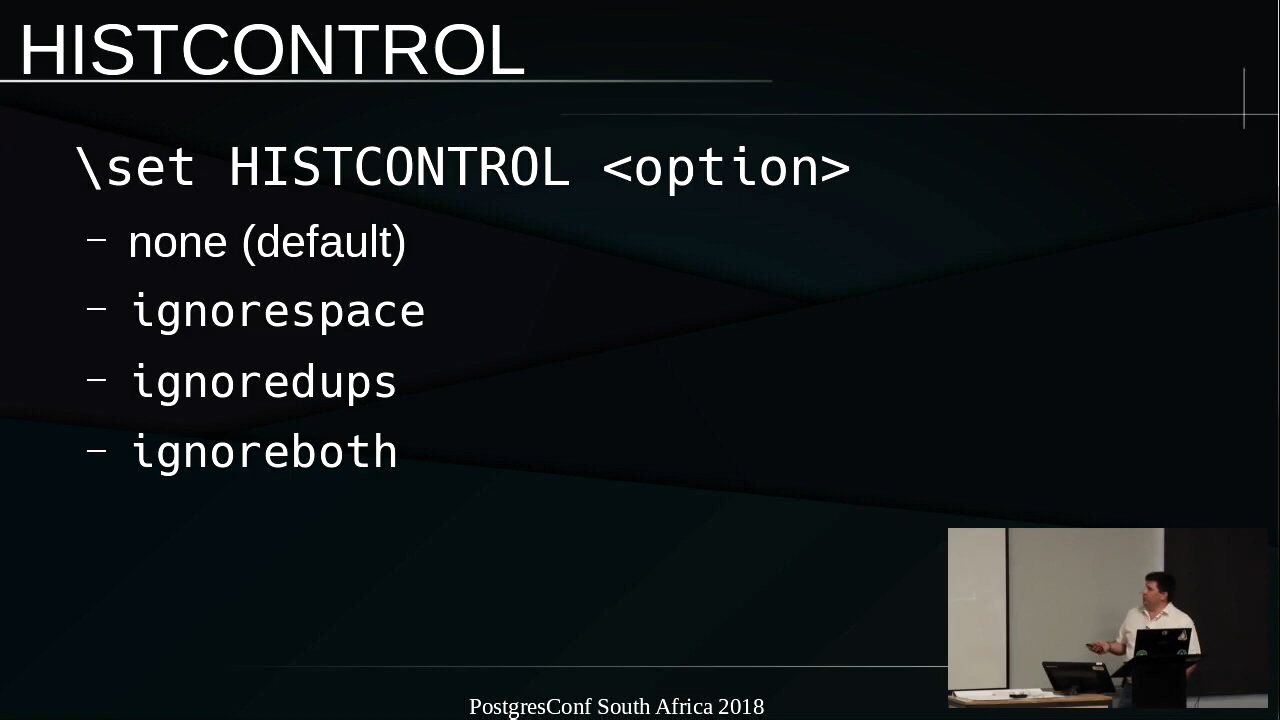 HISTCONTROL
\set HISTCONTROL <option>
– none (default)
– ignorespace
– ignoredups
– ignoreboth
PostgresConf South Africa 2018